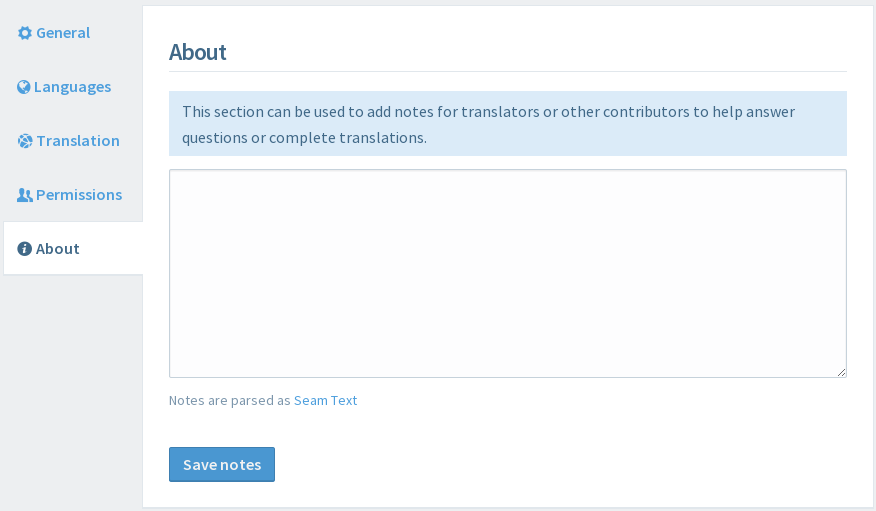 General
Languages
Translation
Permissions
About
About
This section can be used to add notes for translators or other contributors to help answer
questions or complete translations.
Notes are parsed as Seam Text
Save notes